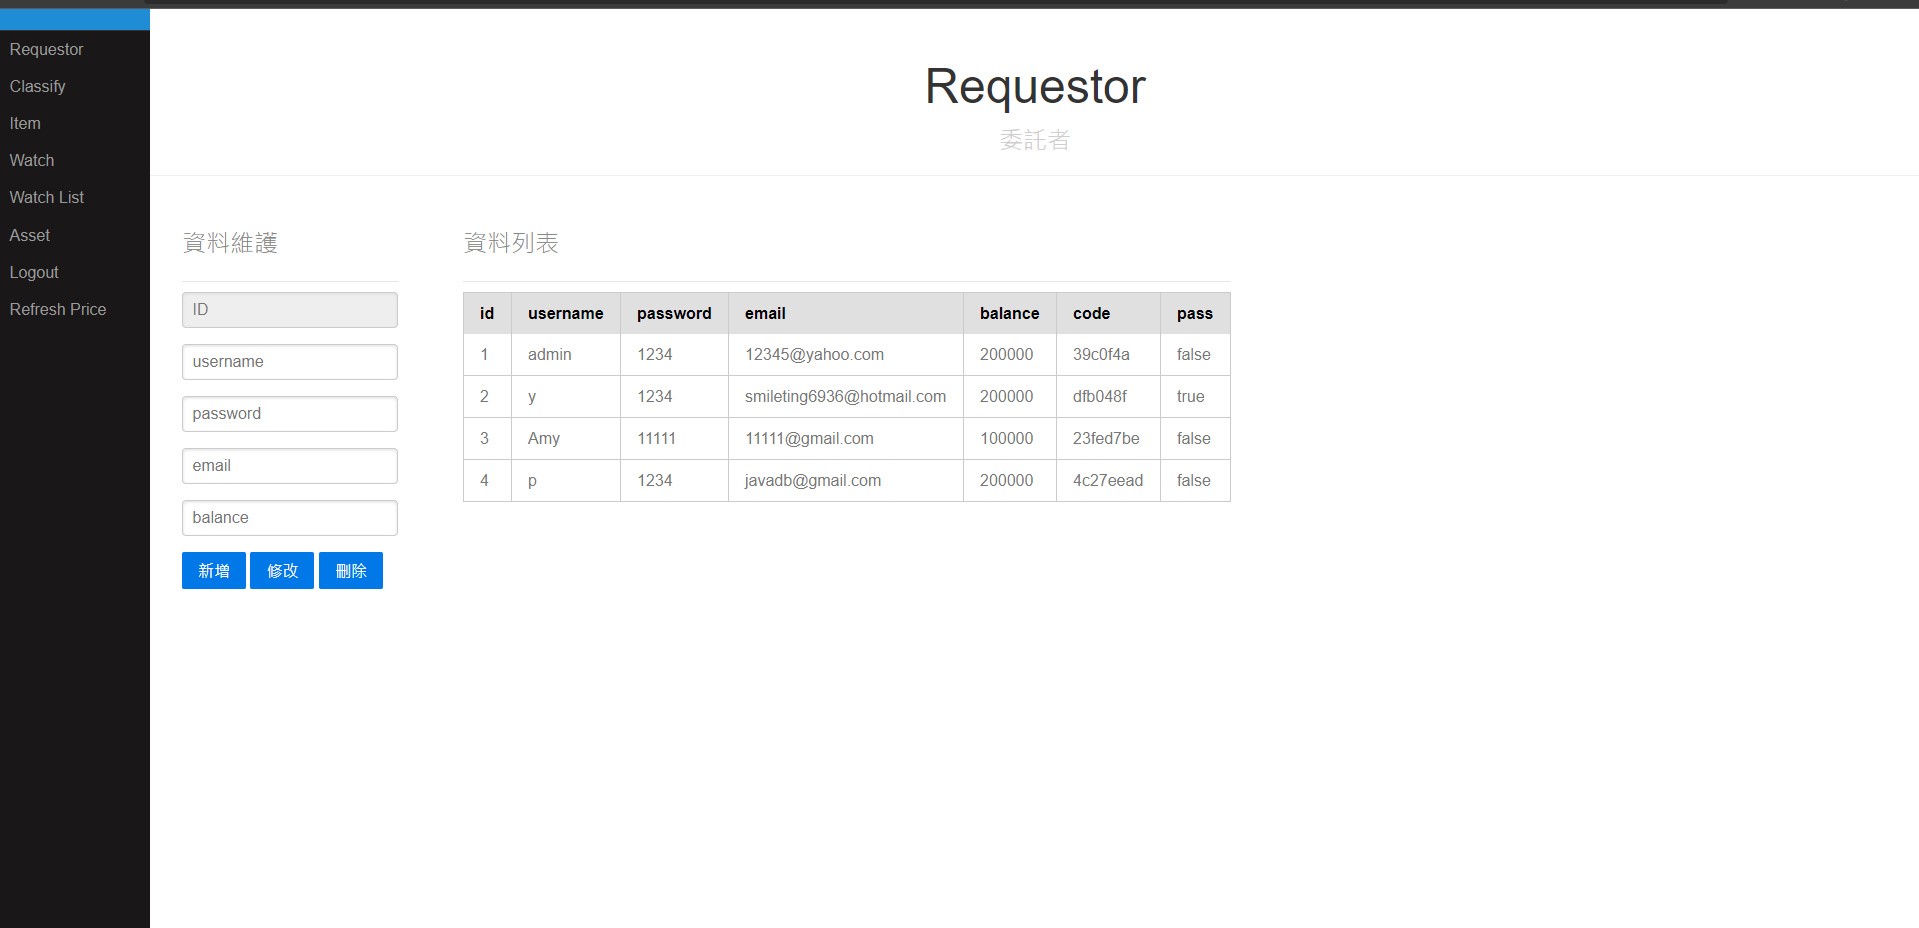 Requestor
Classify
Item
Watch
Watch List
Asset
Logout
Refresh Price
Requestor
委託者
資料維護
ID
username
password
email
balance
新增 修改 刪除
資料列表
id username password email balance code pass
1 admin 1234 12345@yahoo.com 200000 39c0f4a false
2 y 1234 smileting6936@hotmail.com 200000 dfb048f true
3 Amy 11111 11111@gmail.com 100000 23fed7be false
4 p 1234 javadb@gmail.com 200000 4c27eead false